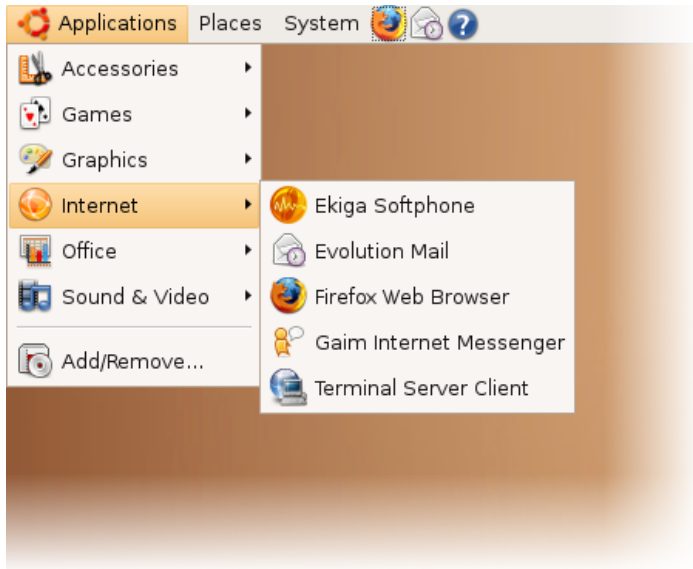 Applications Places System
Accessories
Games
Graphics
Internet
Office
Sound & Video
Add/Remove...
Ekiga Softphone
Evolution Mail
Firefox Web Browser
Gaim Internet Messenger
Terminal Server Client